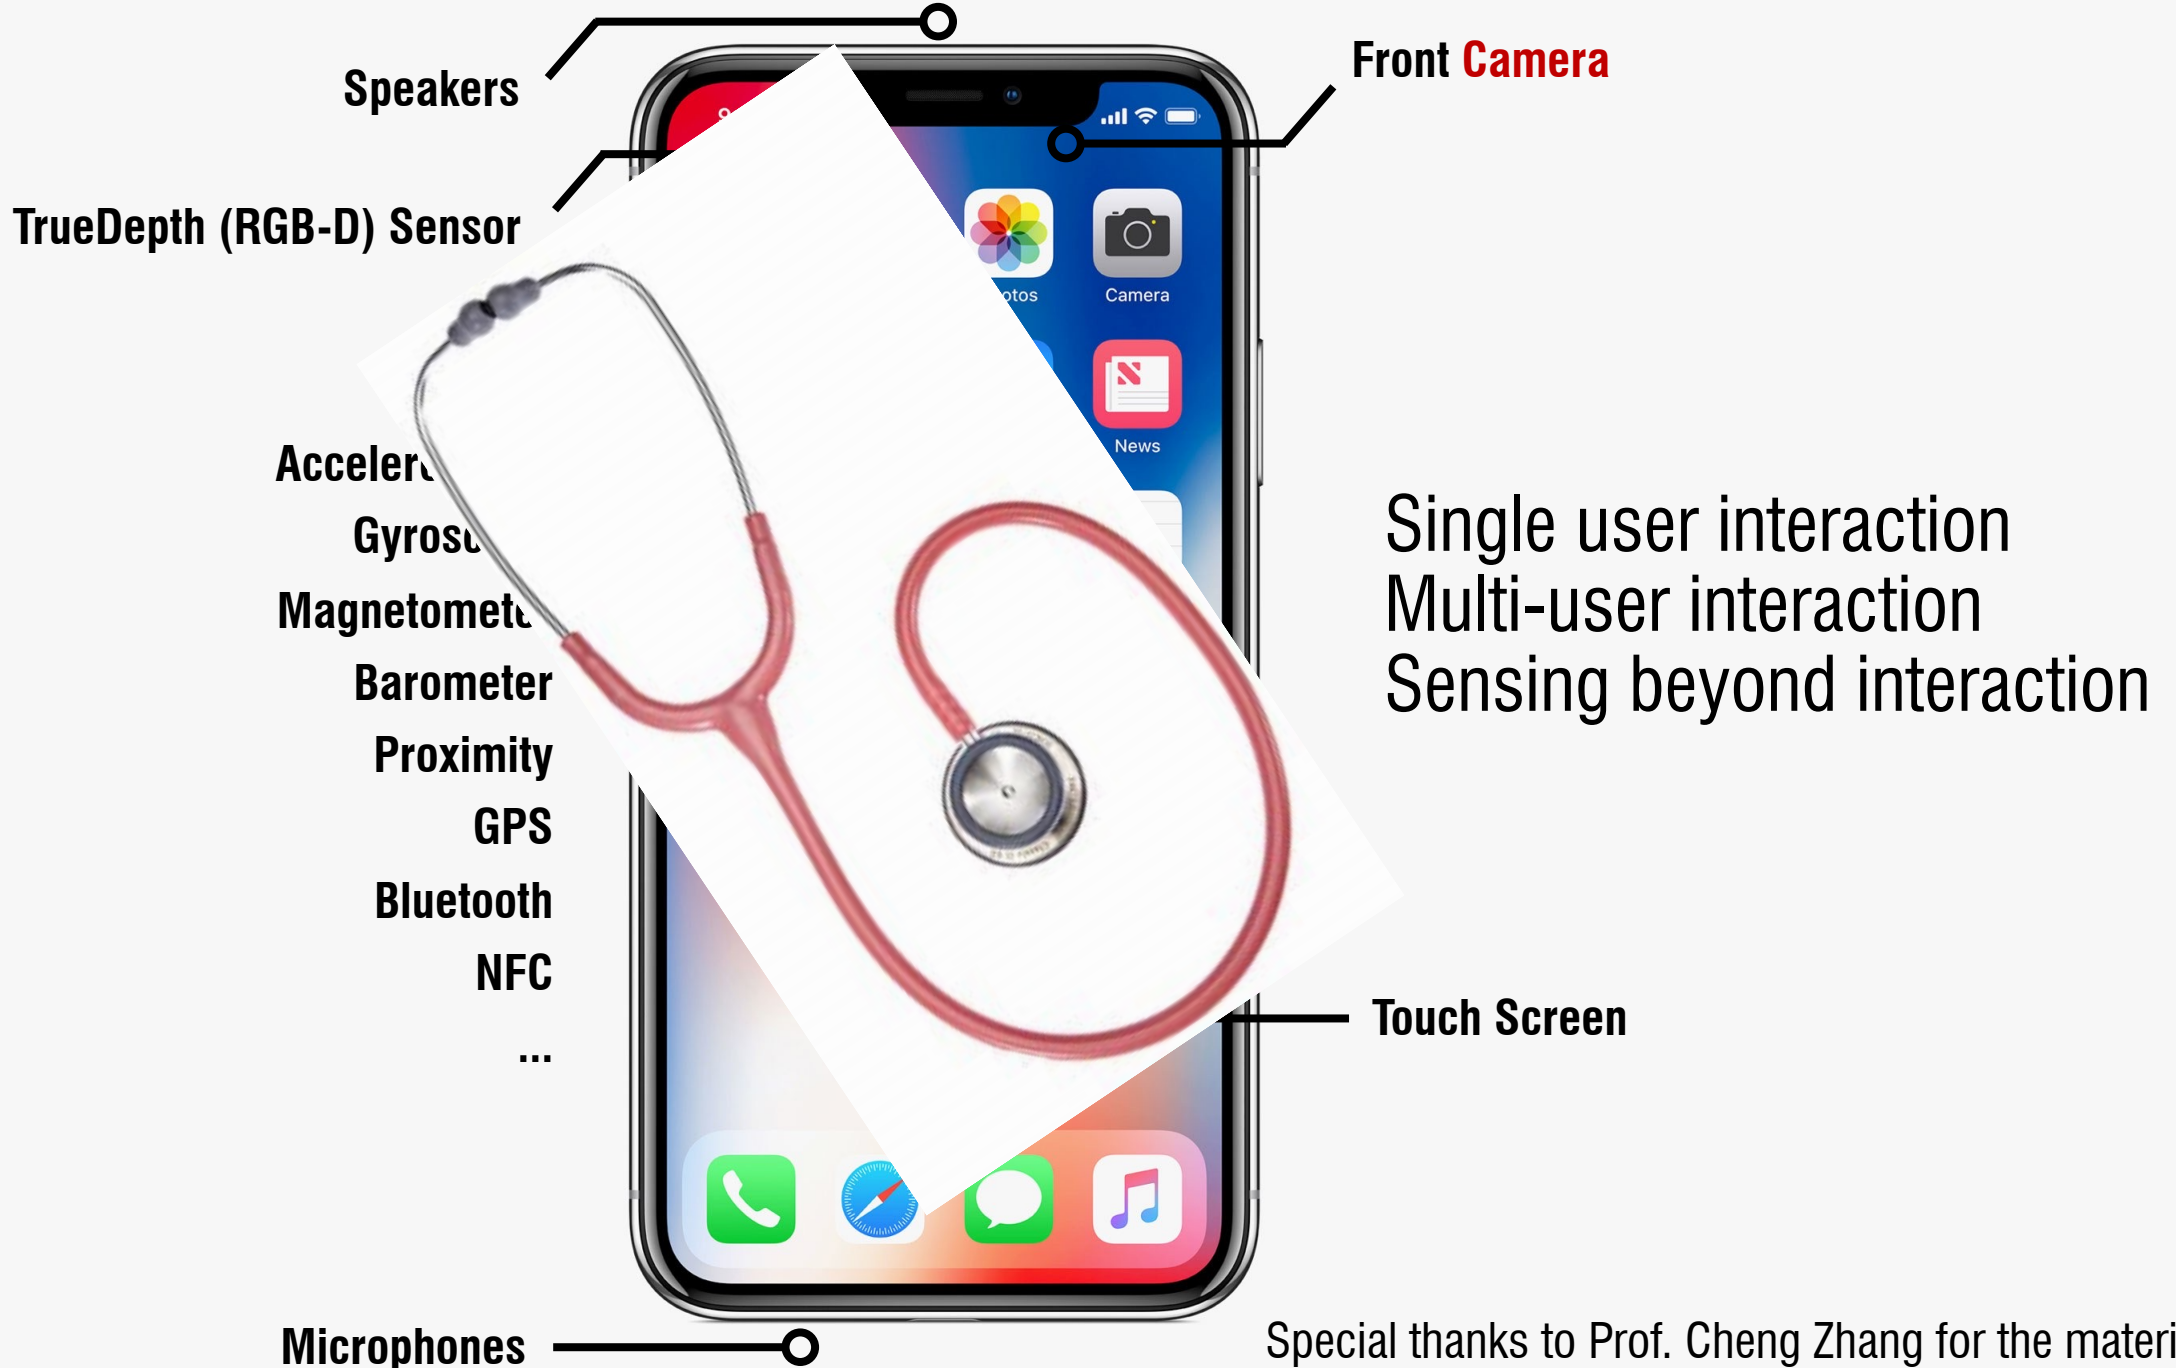 Speakers
Front Camera
TrueDepth (RGB-D) Sensor
Camera
News
Single user interaction
Multi-user interaction
Sensing beyond interaction
Barometer
Proximity
GPS
Bluetooth
NFC
...
Touch Screen
Microphones
Special thanks to Prof. Cheng Zhang for the